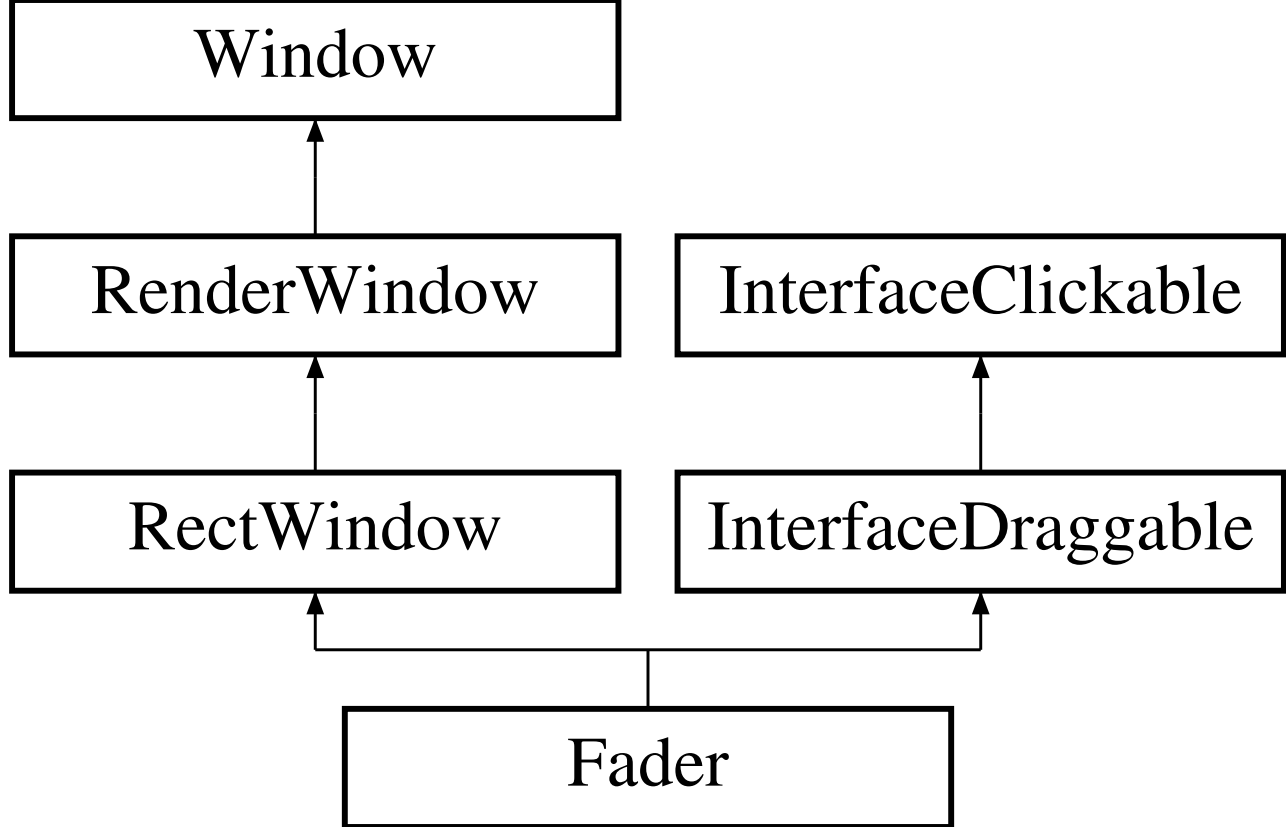 Window
RenderWindow
InterfaceClickable
RectWindow
InterfaceDraggable
Fader